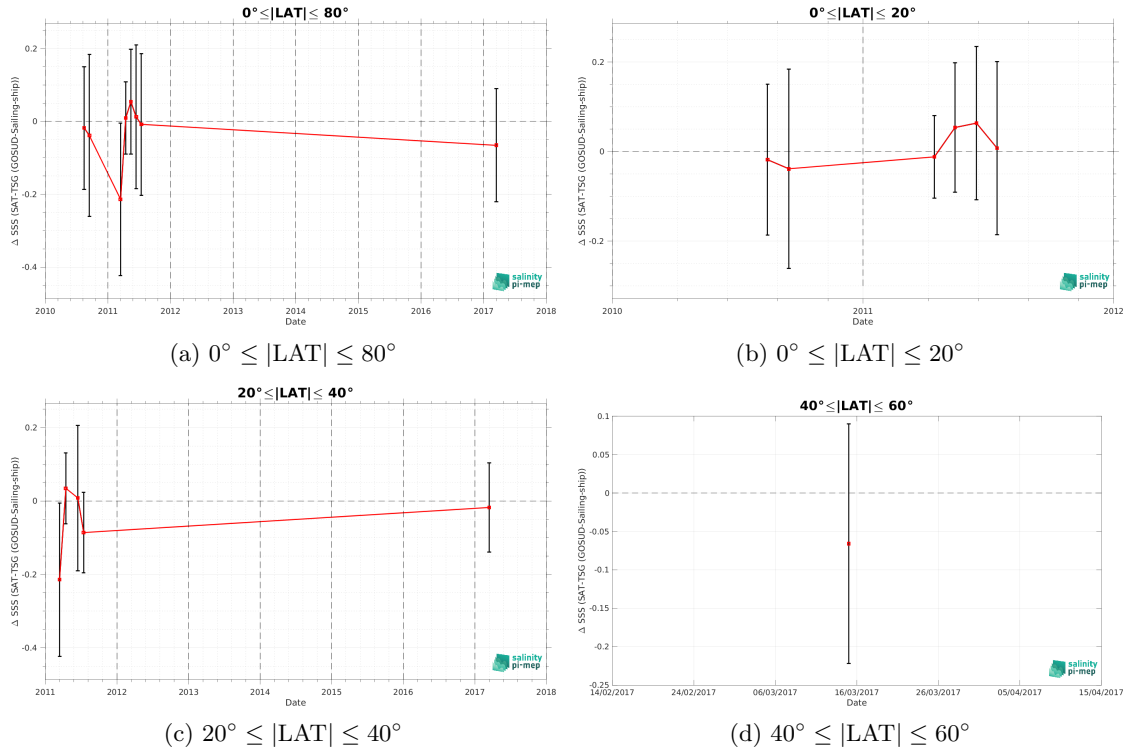 0°≤|LAT|≤ 80°
Δ SSS (SAT-TSG (GOSUD-Sailing-ship))
0.2
0
-0.2
-0.4
2010 2011 2012 2013 2014 2015 2016 2017 2018
Date
salinity
pi-mep
(a) 0° ≤ |LAT| ≤ 80°
0°≤|LAT|≤ 20°
Δ SSS (SAT-TSG (GOSUD-Sailing-ship))
0.2
0
-0.2
2010 2011 2012
Date
salinity
pi-mep
(b) 0° ≤ |LAT| ≤ 20°
20°≤|LAT|≤ 40°
Δ SSS (SAT-TSG (GOSUD-Sailing-ship))
0.2
0
-0.2
-0.4
2011 2012 2013 2014 2015 2016 2017 2018
Date
salinity
pi-mep
(c) 20° ≤ |LAT| ≤ 40°
40°≤|LAT|≤ 60°
Δ SSS (SAT-TSG (GOSUD-Sailing-ship))
0.1
0.05
0
-0.05
-0.1
-0.15
-0.2
-0.25
14/02/2017 24/02/2017 06/03/2017 16/03/2017 26/03/2017 05/04/2017 15/04/2017
Date
salinity
pi-mep
(d) 40° ≤ |LAT| ≤ 60°